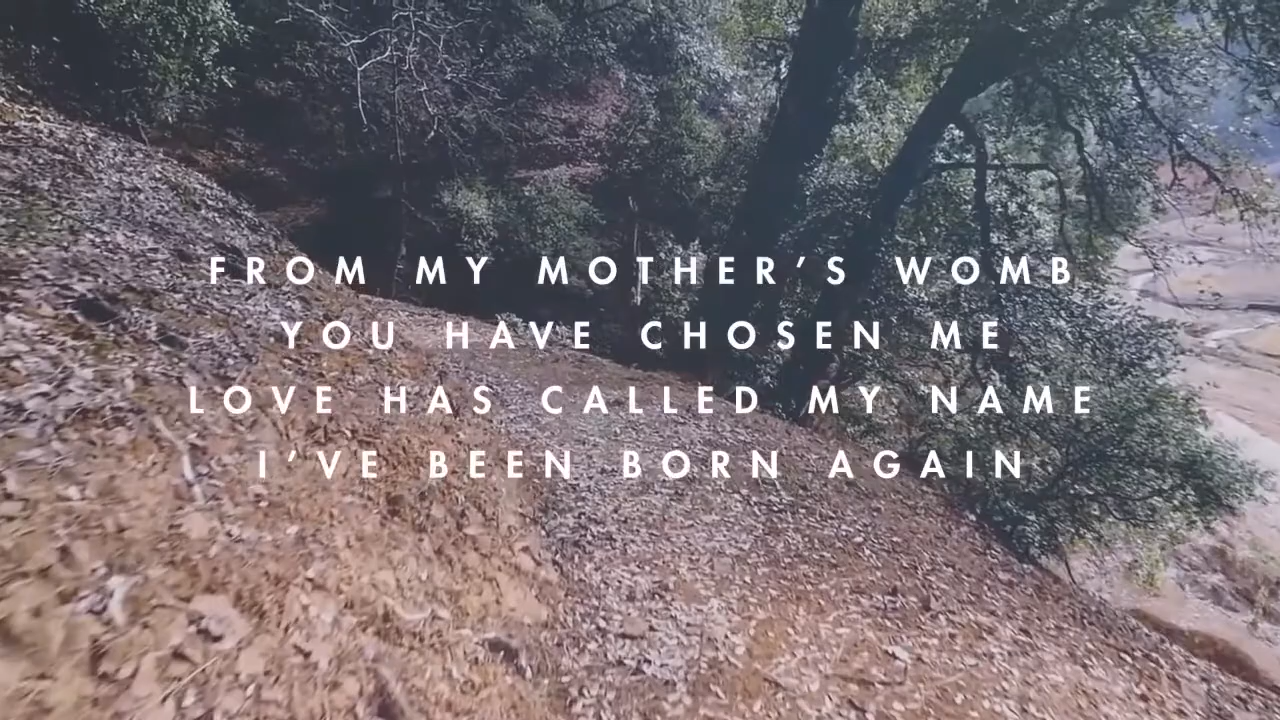 FROM MY MOTHER’S WOMB
YOU HAVE CHOSEN ME
LOVE HAS CALLED MY NAME
I’VE BEEN BORN AGAIN